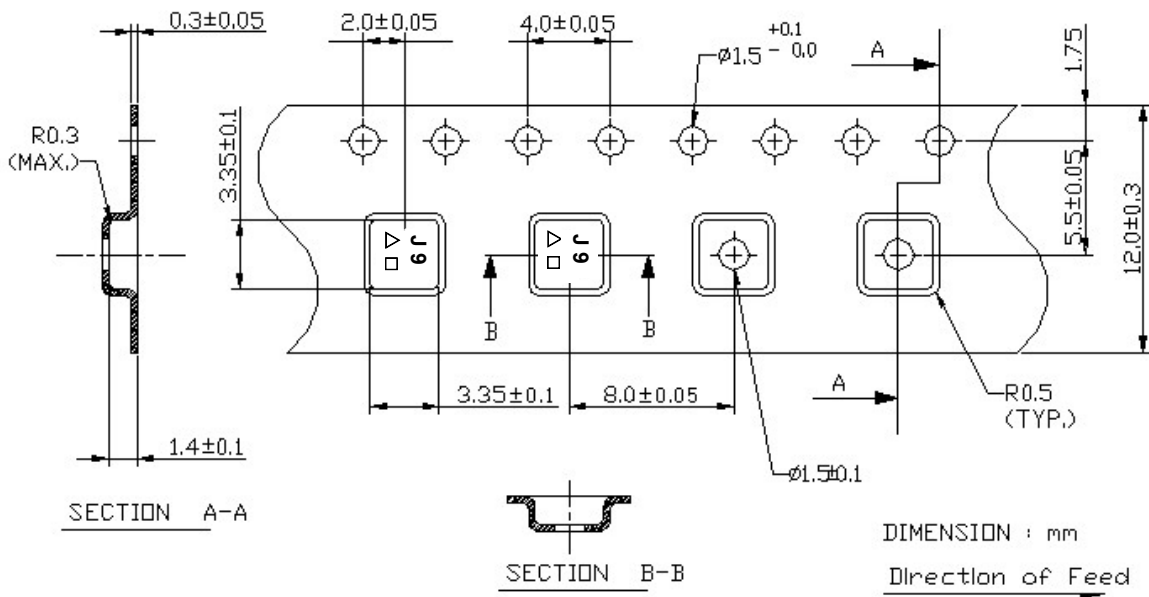 0.3±0.05
2.0±0.05
4.0±0.05
Ø1.5 +0.1 - 0.0
A
1.75
R0.3
(MAX.)
3.35±0.1
5.5±0.05
12.0±0.3
J9
J9
B
B
3.35±0.1
8.0±0.05
A
R0.5
(TYP.)
1.4±0.1
Ø1.5±0.1
SECTION A-A
SECTION B-B
DIMENSION : mm
Direction of Feed